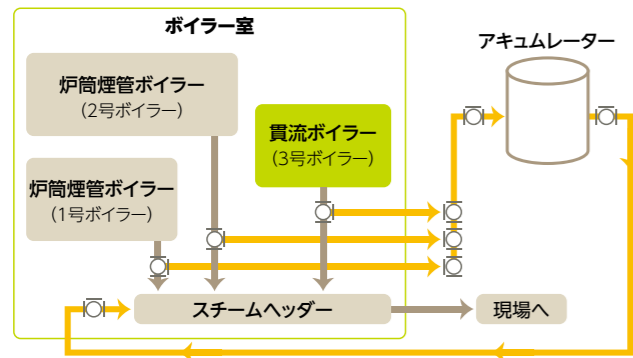 ボイラー室
アキュムレーター
炉筒煙管ボイラー
(2号ボイラー)
貫流ボイラー
(3号ボイラー)
炉筒煙管ボイラー
(1号ボイラー)
スチームヘッダー
現場へ